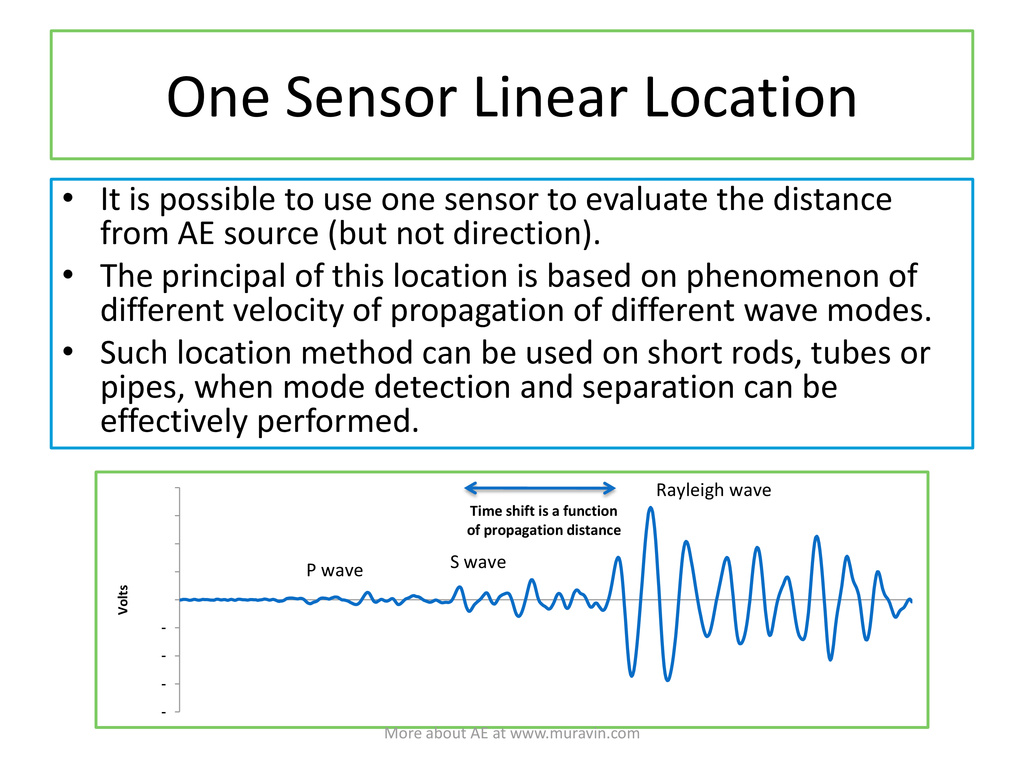 One Sensor Linear Location
• It is possible to use one sensor to evaluate the distance
from AE source (but not direction).
• The principal of this location is based on phenomenon of
different velocity of propagation of different wave modes.
• Such location method can be used on short rods, tubes or
pipes, when mode detection and separation can be
effectively performed.
Rayleigh wave
Time shift is a function
of propagation distance
S wave
P wave
Volts
-
-
-
-
More about AE at www.muravin.com